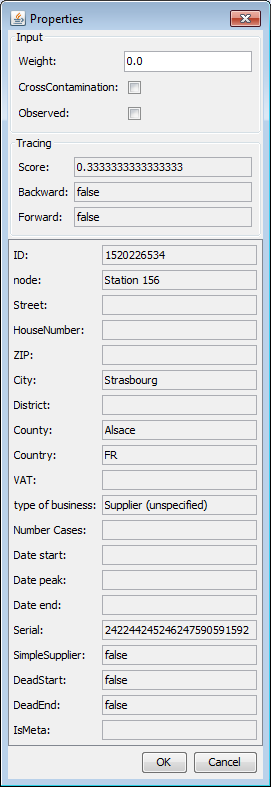 Properties
Input
Weight: 0.0
CrossContamination:
Observed:
Tracing
Score: 0.3333333333333333
Backward: false
Forward: false
ID: 1520226534
node: Station 156
Street:
HouseNumber:
ZIP:
City: Strasbourg
District:
County: Alsace
Country: FR
VAT:
type of business: Supplier (unspecified)
Number Cases:
Date start:
Date peak:
Date end:
Serial: 242244245246247590591592
SimpleSupplier: false
DeadStart: false
DeadEnd: false
IsMeta:
OK Cancel